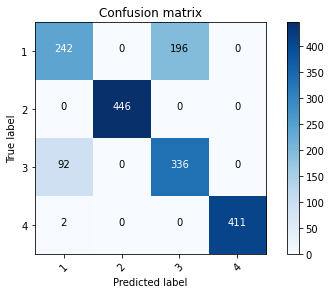 Confusion matrix
1 242 0 196 0
2 0 446 0 0
3 92 0 336 0
4 2 0 0 411
1 2 3 4
True label
Predicted label
400
350
300
250
200
150
100
50
0